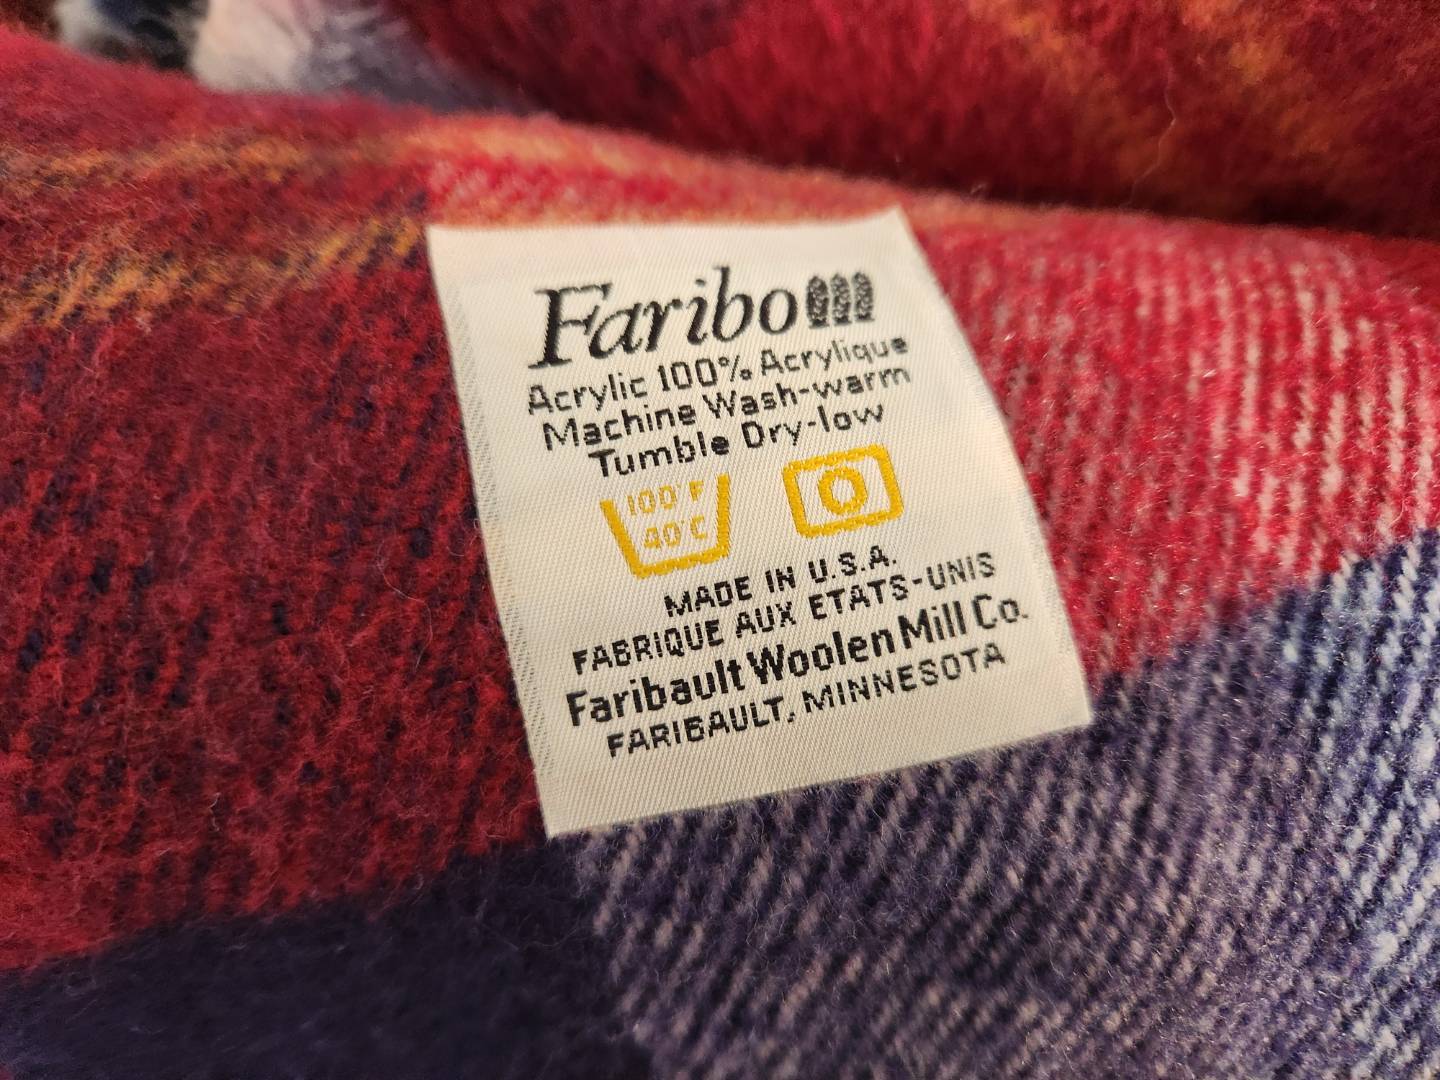 Faribo
Acrylic 100% Acrylique
Machine Wash-warm
Tumble Dry-low
100°F
40°C
MADE IN U.S.A.
FABRIQUE AUX ETATS-UNIS
Faribault Woolen Mill Co.
FARIBAULT, MINNESOTA